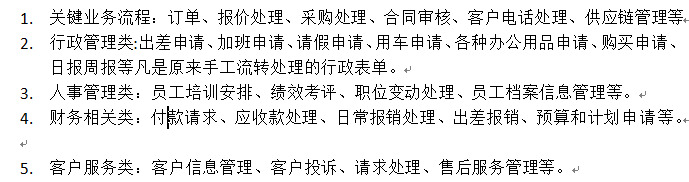 1. 关键业务流程：订单、报价处理、采购处理、合同审核、客户电话处理、供应链管理等
2. 行政管理类:出差申请、加班申请、请假申请、用车申请、各种办公用品申请、购买申请、
日报周报等凡是原来手工流转处理的行政表单。
3. 人事管理类：员工培训安排、绩效考评、职位变动处理、员工档案信息管理等。
4. 财务相关类：付款请求、应收款处理、日常报销处理、出差报销、预算和计划申请等。
5. 客户服务类：客户信息管理、客户投诉、请求处理、售后服务管理等。